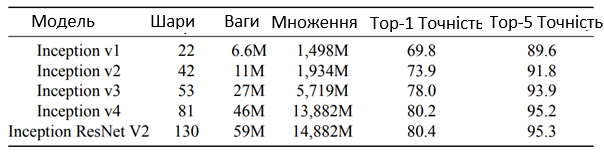 Модель Шари Ваги Множення Top-1 Точність Top-5 Точність
Inception v1 22 6.6M 1,498M 69.8 89.6
Inception v2 42 11M 1,934M 73.9 91.8
Inception v3 53 27M 5,719M 78.0 93.9
Inception v4 81 46M 13,882M 80.2 95.2
Inception ResNet V2 130 59M 14,882M 80.4 95.3